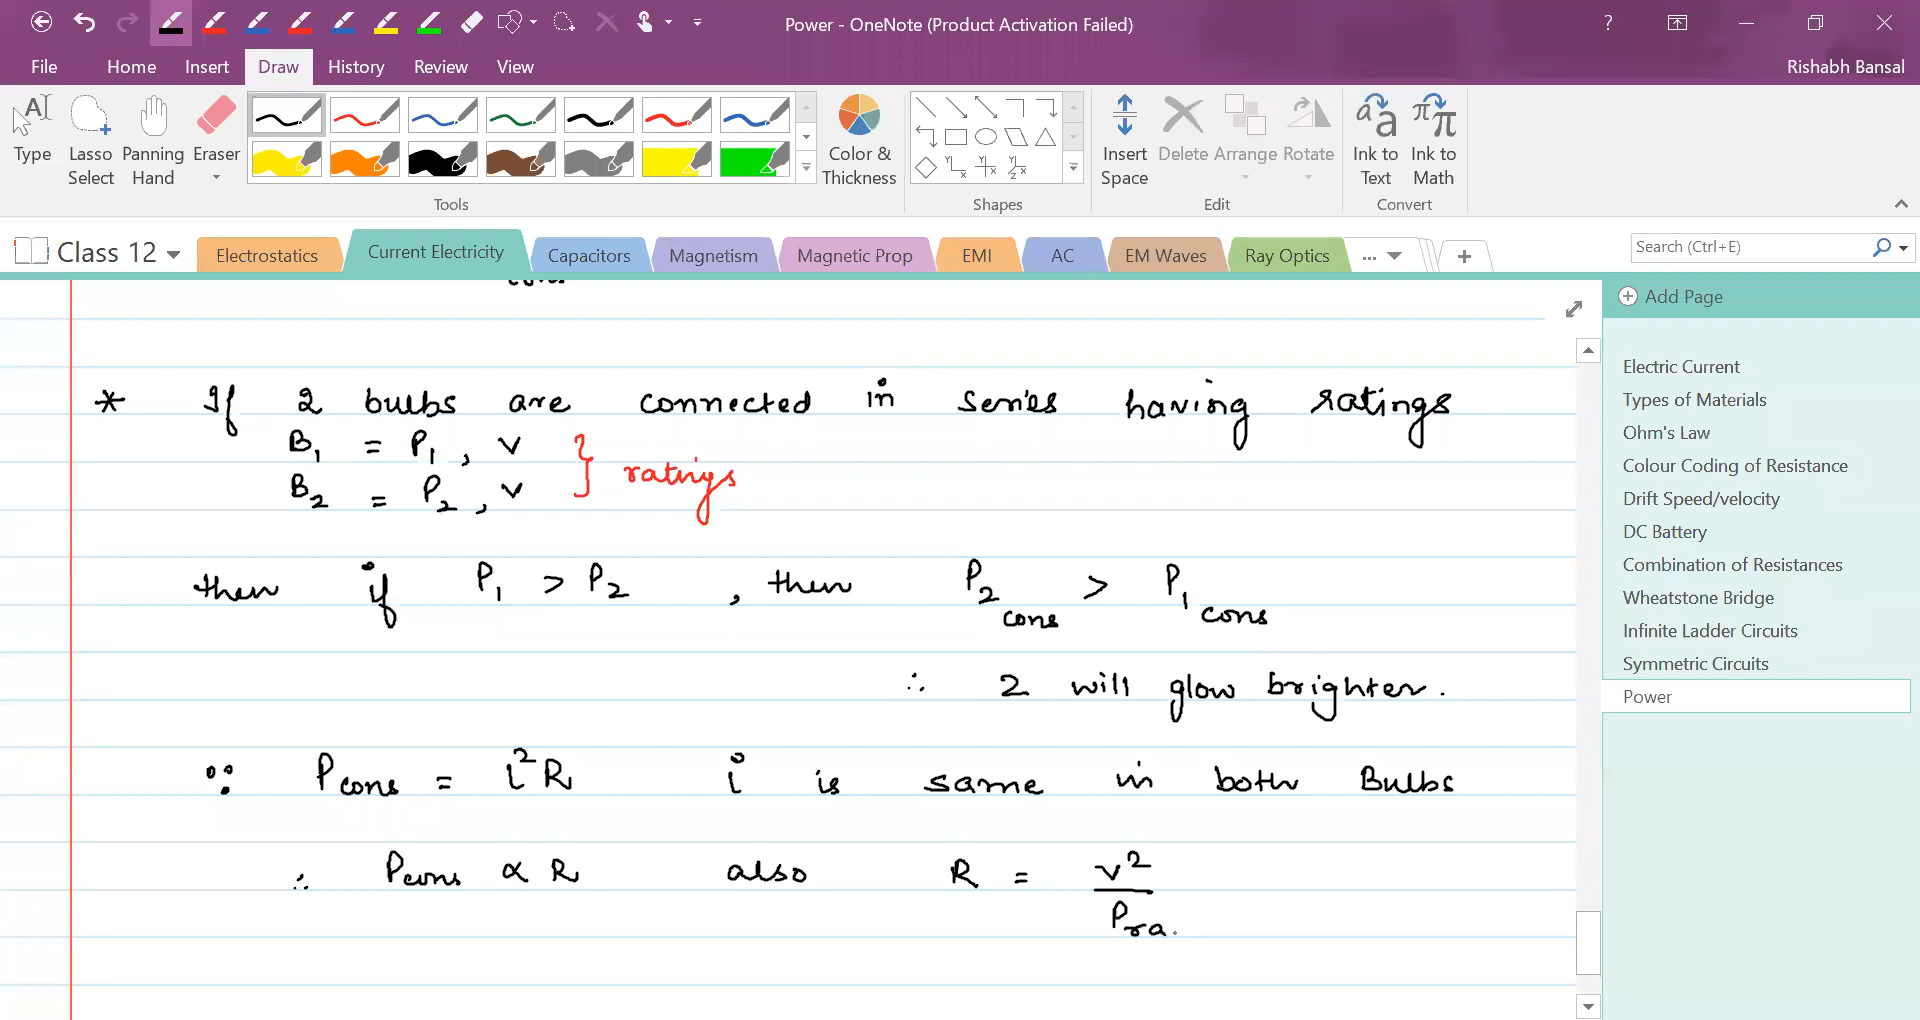 Power - OneNote (Product Activation Failed)
?
File Home Insert Draw History Review View
Rishabh Bansal
Type
Lasso Select
Panning Hand
Eraser
Color & Thickness
Insert Space
Delete
Arrange
Rotate
Ink to Text
Ink to Math
Tools
Shapes
Edit
Convert
Class 12
Electrostatics
Current Electricity
Capacitors
Magnetism
Magnetic Prop
EMI
AC
EM Waves
Ray Optics
...
Search (Ctrl+E)
Add Page
Electric Current
Types of Materials
Ohm's Law
Colour Coding of Resistance
Drift Speed/velocity
DC Battery
Combination of Resistances
Wheatstone Bridge
Infinite Ladder Circuits
Symmetric Circuits
Power
* If 2 bulbs are connected in series having ratings
B₁ = P₁, V
B₂ = P₂, V
} ratings
then if P₁ > P₂, then P₂ cons > P₁ cons
∴ 2 will glow brighter.
∵ Pcons = i²R i is same in both Bulbs
∴ Pcons ∝ R also R = V²/Pra.